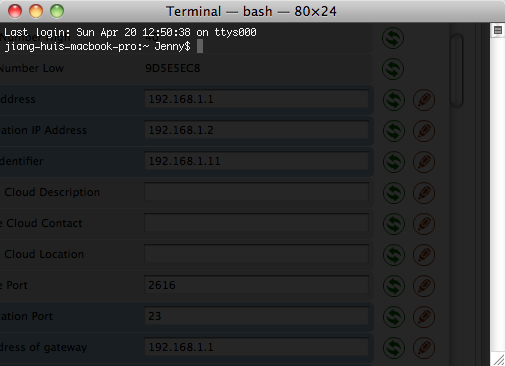 Terminal — bash — 80×24
Last login: Sun Apr 20 12:50:38 on ttys000
jiang-huis-macbook-pro:~ Jenny$
Number Low 9D5E5EC8
ddress 192.168.1.1
ation IP Address 192.168.1.2
dentifier 192.168.1.11
Cloud Description
e Cloud Contact
Cloud Location
e Port 2616
ation Port 23
dress of gateway 192.168.1.1